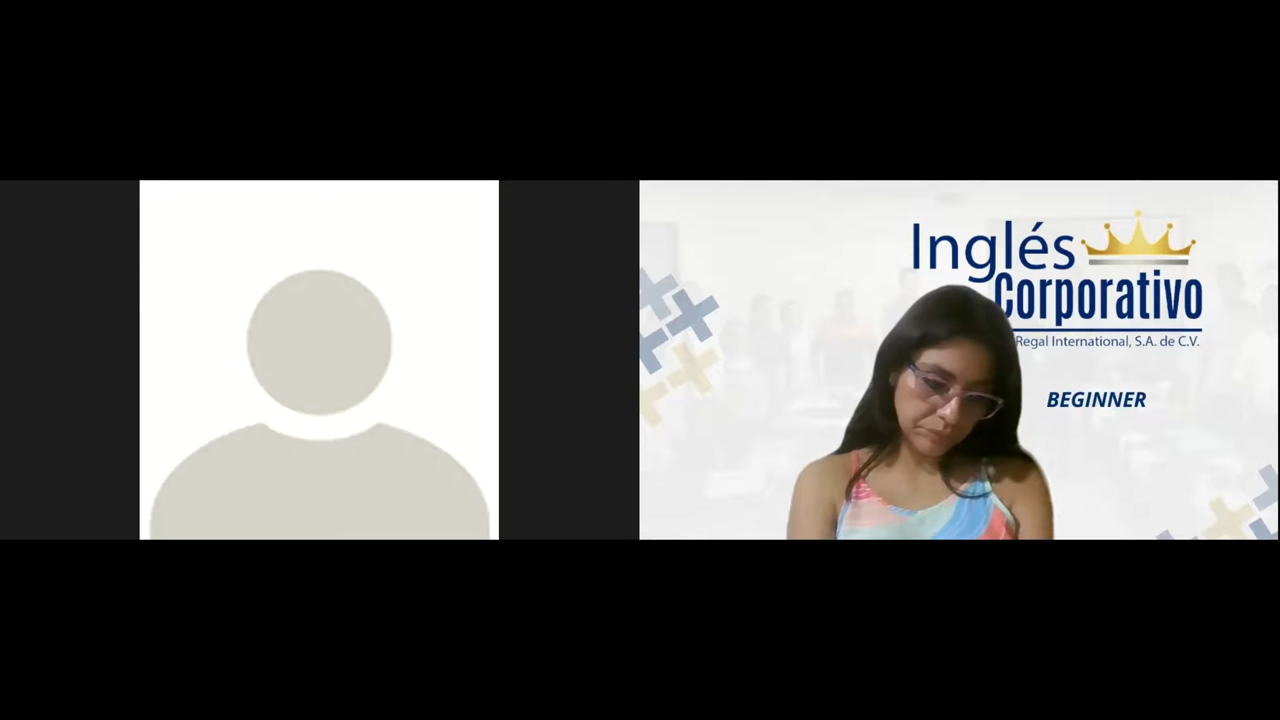 Inglés
Corporativo
Regal International, S.A. de C.V.
BEGINNER